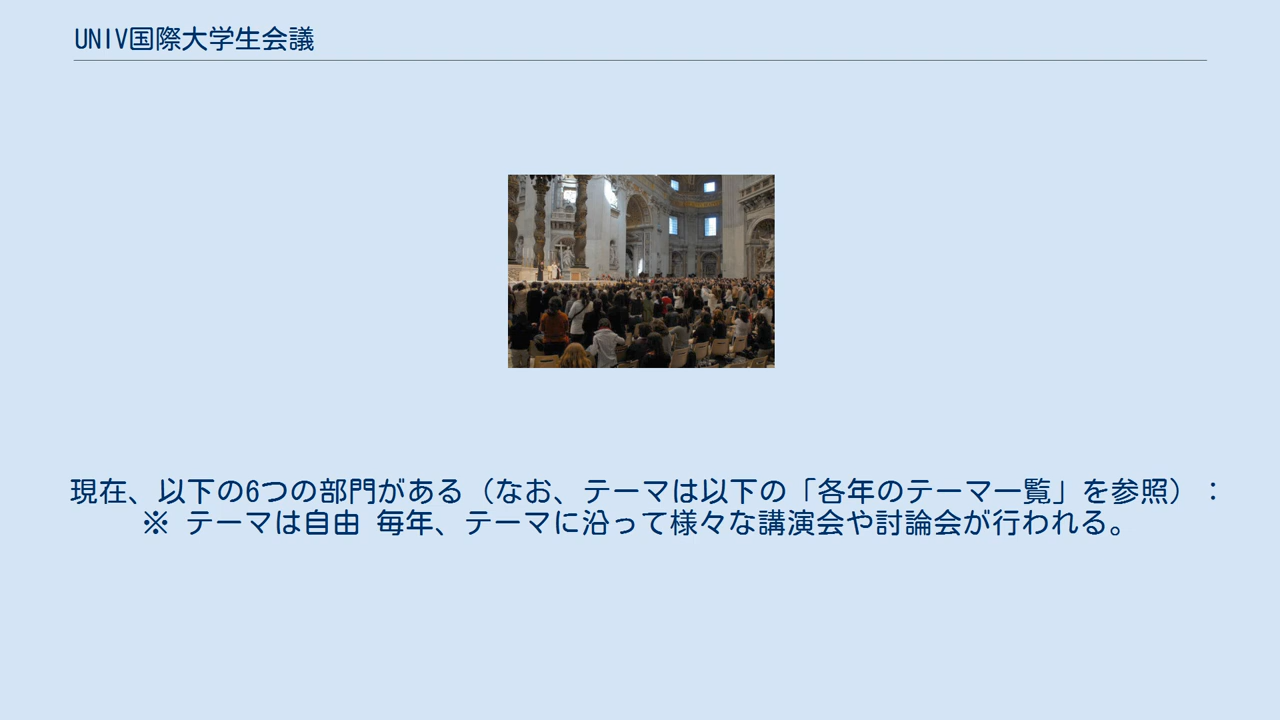 UNIV国際大学生会議
現在、以下の6つの部門がある（なお、テーマは以下の「各年のテーマ一覧」を参照）：
※ テーマは自由 毎年、テーマに沿って様々な講演会や討論会が行われる。